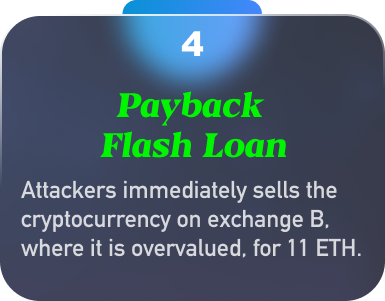 4
Payback
Flash Loan
Attackers immediately sells the
cryptocurrency on exchange B,
where it is overvalued, for 11 ETH.